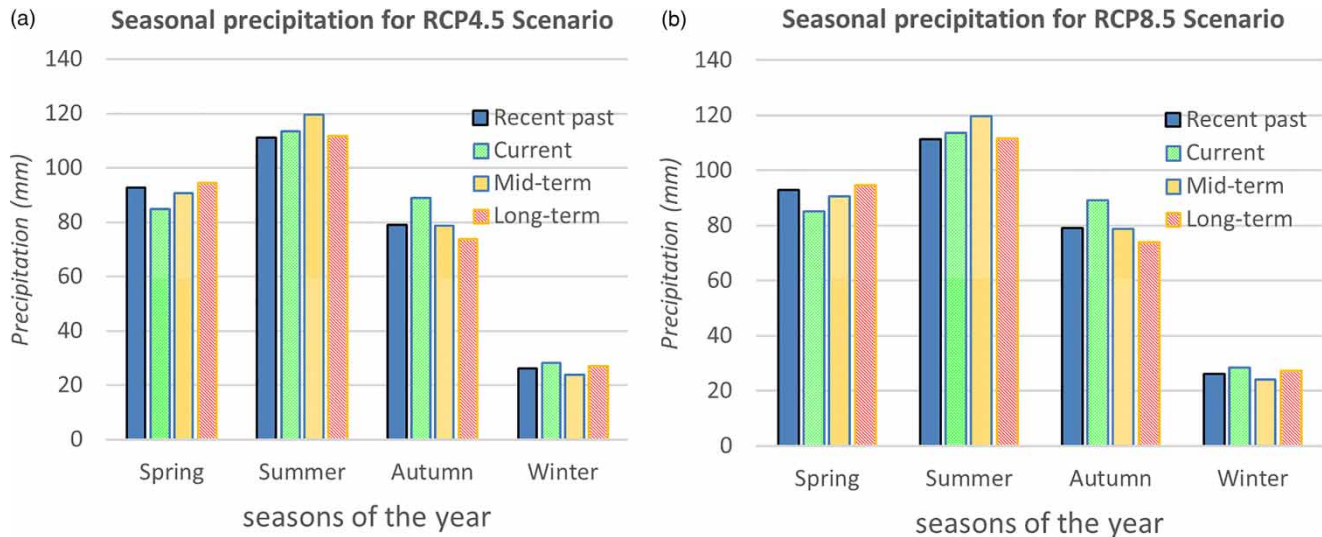 (a) Seasonal precipitation for RCP4.5 Scenario
Precipitation (mm)
140
120
100
80
60
40
20
0
Recent past
Current
Mid-term
Long-term
Spring Summer Autumn Winter
seasons of the year
(b) Seasonal precipitation for RCP8.5 Scenario
Precipitation (mm)
140
120
100
80
60
40
20
0
Recent past
Current
Mid-term
Long-term
Spring Summer Autumn Winter
seasons of the year